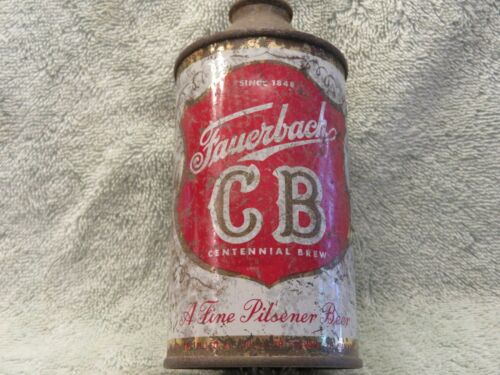 SINCE 1848
Fauerbach
CB
CENTENNIAL BREW
A Fine Pilsener Beer